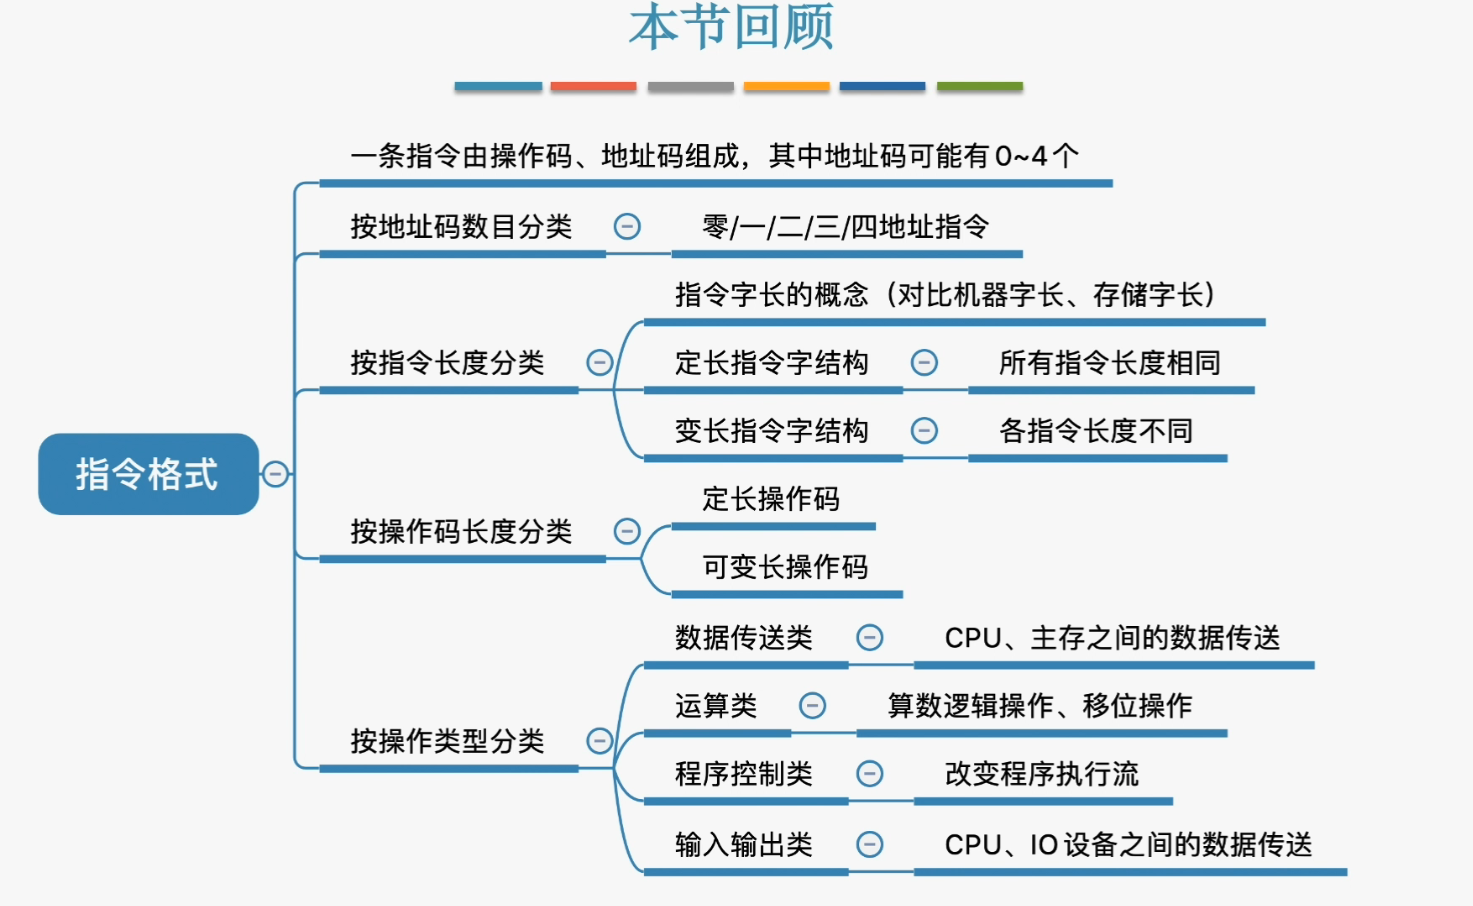 本节回顾
一条指令由操作码、地址码组成，其中地址码可能有0~4个
按地址码数目分类
零/一/二/三/四地址指令
指令格式
按指令长度分类
指令字长的概念（对比机器字长、存储字长）
定长指令字结构
所有指令长度相同
变长指令字结构
各指令长度不同
按操作码长度分类
定长操作码
可变长操作码
按操作类型分类
数据传送类
CPU、主存之间的数据传送
运算类
算数逻辑操作、移位操作
程序控制类
改变程序执行流
输入输出类
CPU、IO设备之间的数据传送